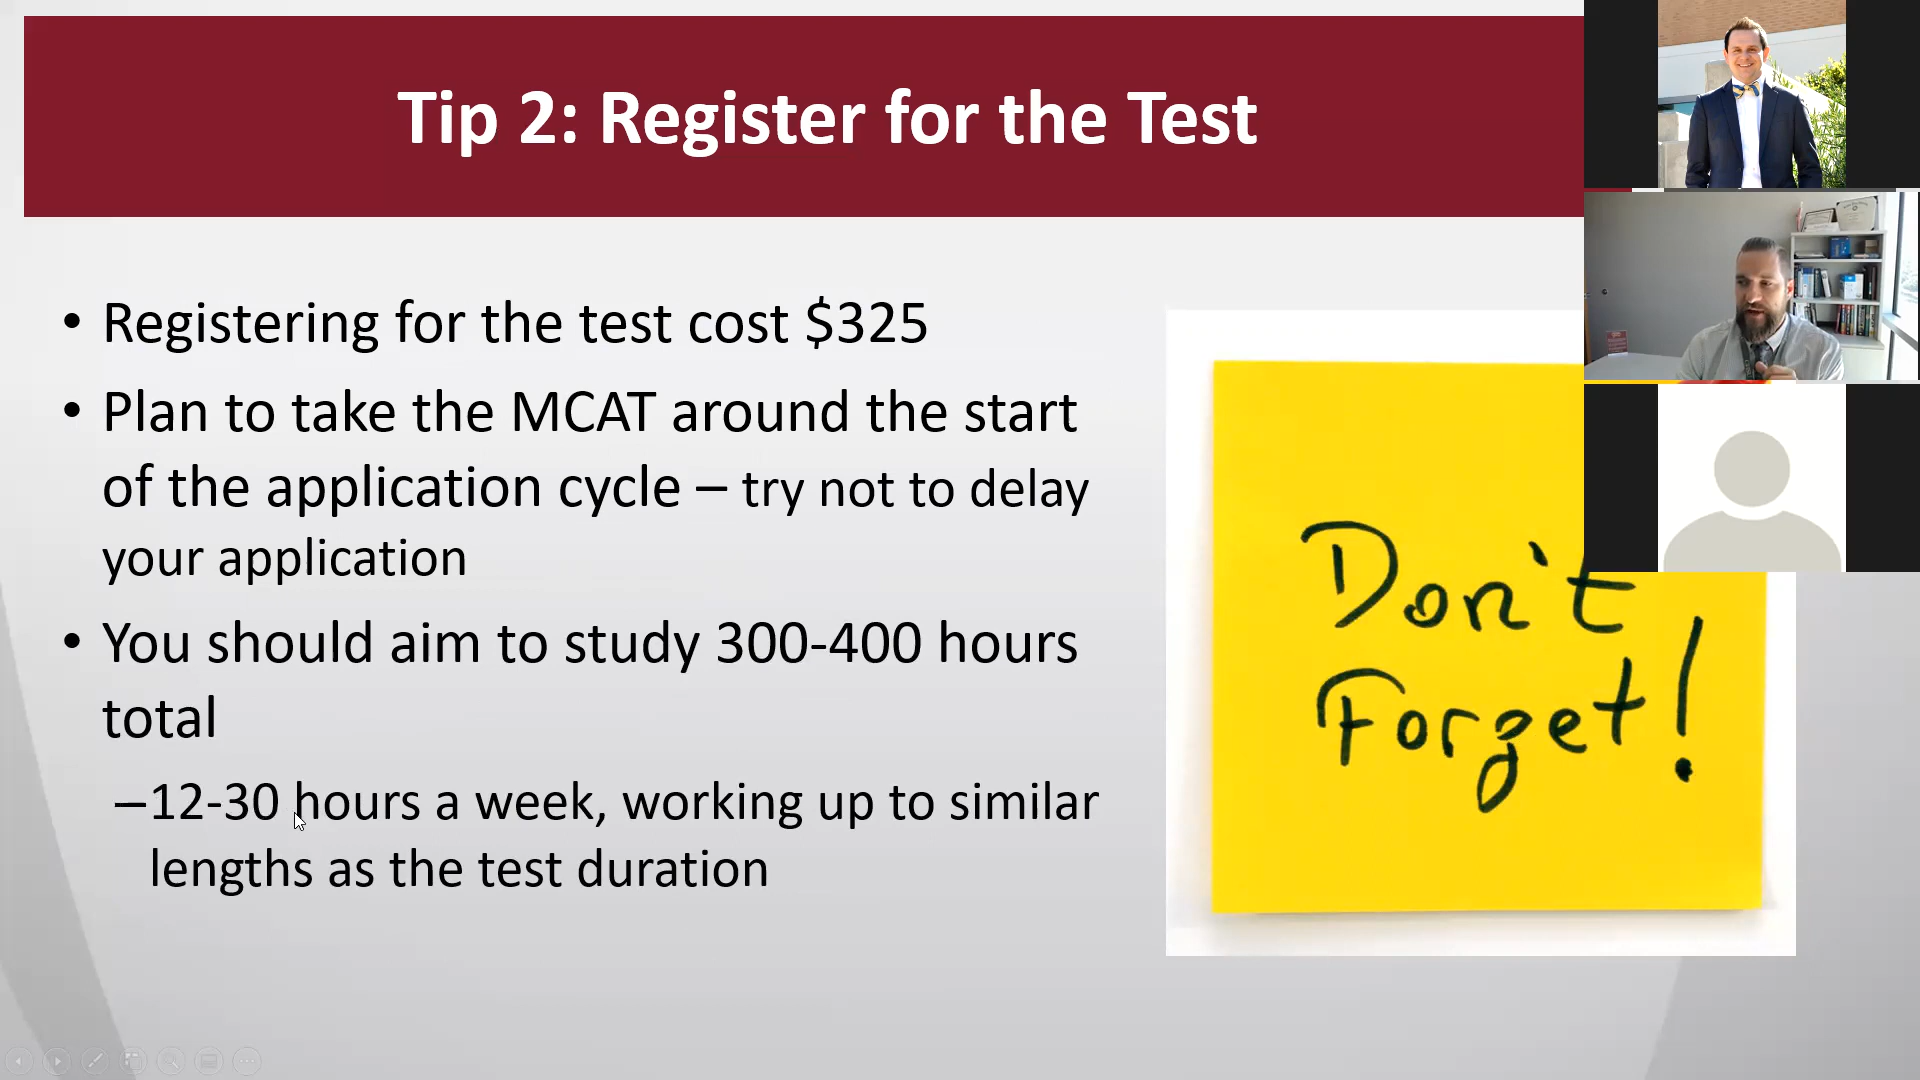 Tip 2: Register for the Test
• Registering for the test cost $325
• Plan to take the MCAT around the start
of the application cycle – try not to delay
your application
• You should aim to study 300-400 hours
total
–12-30 hours a week, working up to similar
lengths as the test duration
Don't
Forget!